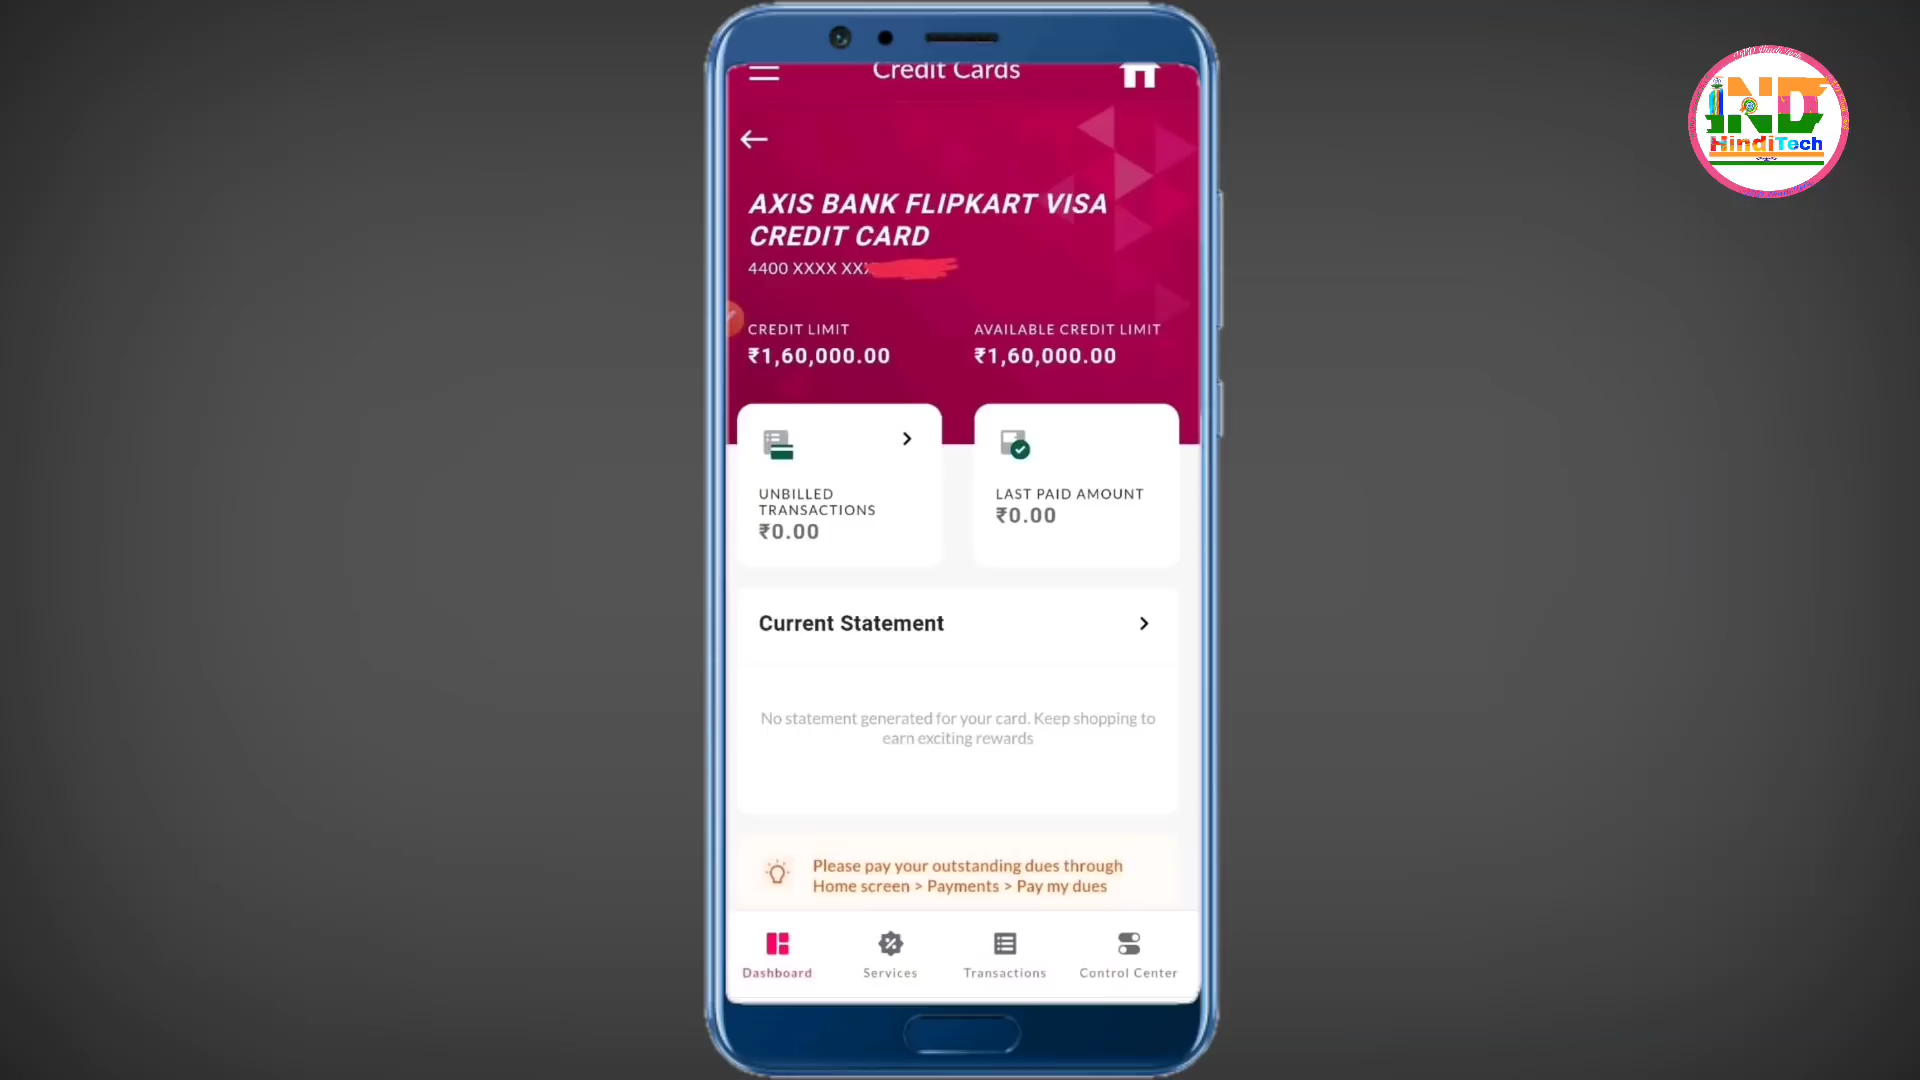 Credit Cards
AXIS BANK FLIPKART VISA
CREDIT CARD
4400 XXXX XX
CREDIT LIMIT
₹1,60,000.00
AVAILABLE CREDIT LIMIT
₹1,60,000.00
UNBILLED
TRANSACTIONS
₹0.00
LAST PAID AMOUNT
₹0.00
Current Statement
No statement generated for your card. Keep shopping to
earn exciting rewards
Please pay your outstanding dues through
Home screen > Payments > Pay my dues
Dashboard
Services
Transactions
Control Center
iND
HindiTech